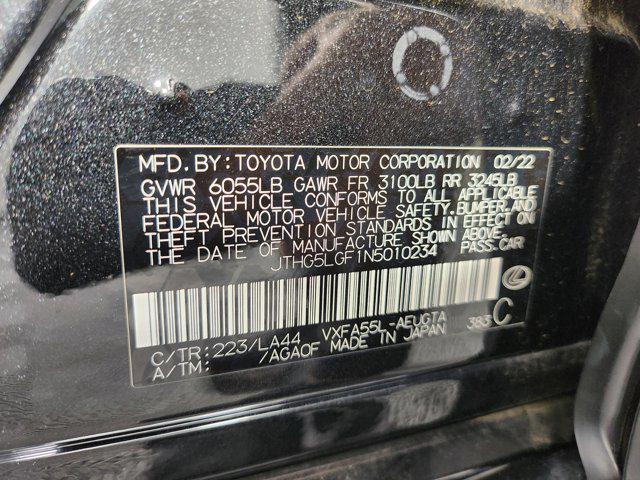 MFD. BY: TOYOTA MOTOR CORPORATION 02/22
GVWR 6055LB GAWR FR 3100LB RR 3245LB
THIS VEHICLE CONFORMS TO ALL APPLICABLE
FEDERAL MOTOR VEHICLE SAFETY, BUMPER, AND
THEFT PREVENTION STANDARDS IN EFFECT ON
THE DATE OF MANUFACTURE SHOWN ABOVE.
JTHG5LGF1N5010234 PASS.CAR
C/TR: 223/LA44 VXFA55L-AEUGTA 383 C
A/TM: /AGA0F MADE IN JAPAN